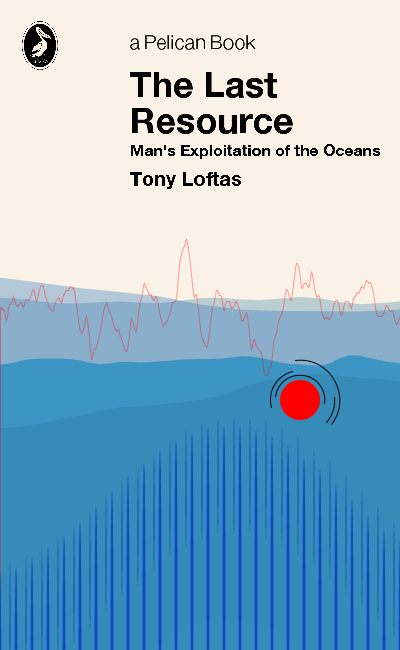 a Pelican Book
The Last
Resource
Man's Exploitation of the Oceans
Tony Loftas